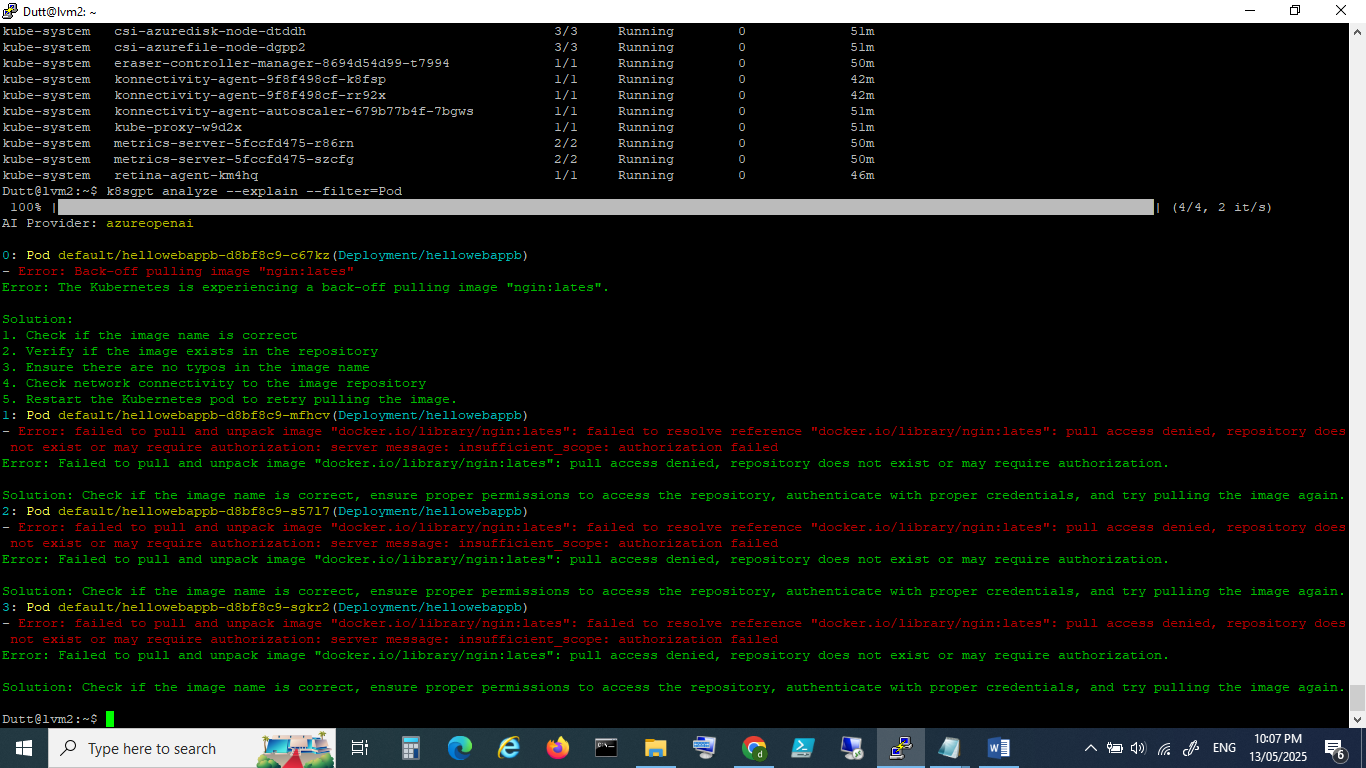 Dutt@lvm2: ~
kube-system csi-azuredisk-node-dtddh 3/3 Running 0 51m
kube-system csi-azurefile-node-dgpp2 3/3 Running 0 51m
kube-system eraser-controller-manager-8694d54d99-t7994 1/1 Running 0 50m
kube-system konnectivity-agent-9f8f498cf-k8fsp 1/1 Running 0 42m
kube-system konnectivity-agent-9f8f498cf-rr92x 1/1 Running 0 42m
kube-system konnectivity-agent-autoscaler-679b77b4f-7bgws 1/1 Running 0 51m
kube-system kube-proxy-w9d2x 1/1 Running 0 51m
kube-system metrics-server-5fccfd475-r86rn 2/2 Running 0 50m
kube-system metrics-server-5fccfd475-szcfg 2/2 Running 0 50m
kube-system retina-agent-km4hq 1/1 Running 0 46m
Dutt@lvm2:~$ k8sgpt analyze --explain --filter=Pod
100% | | (4/4, 2 it/s)
AI Provider: azureopenai
0: Pod default/hellowebappb-d8bf8c9-c67kz(Deployment/hellowebappb)
- Error: Back-off pulling image "ngin:lates"
Error: The Kubernetes is experiencing a back-off pulling image "ngin:lates".
Solution:
1. Check if the image name is correct
2. Verify if the image exists in the repository
3. Ensure there are no typos in the image name
4. Check network connectivity to the image repository
5. Restart the Kubernetes pod to retry pulling the image.
1: Pod default/hellowebappb-d8bf8c9-mfhcv(Deployment/hellowebappb)
- Error: failed to pull and unpack image "docker.io/library/ngin:lates": failed to resolve reference "docker.io/library/ngin:lates": pull access denied, repository does
not exist or may require authorization: server message: insufficient_scope: authorization failed
Error: Failed to pull and unpack image "docker.io/library/ngin:lates": pull access denied, repository does not exist or may require authorization.
Solution: Check if the image name is correct, ensure proper permissions to access the repository, authenticate with proper credentials, and try pulling the image again.
2: Pod default/hellowebappb-d8bf8c9-s57l7(Deployment/hellowebappb)
- Error: failed to pull and unpack image "docker.io/library/ngin:lates": failed to resolve reference "docker.io/library/ngin:lates": pull access denied, repository does
not exist or may require authorization: server message: insufficient_scope: authorization failed
Error: Failed to pull and unpack image "docker.io/library/ngin:lates": pull access denied, repository does not exist or may require authorization.
Solution: Check if the image name is correct, ensure proper permissions to access the repository, authenticate with proper credentials, and try pulling the image again.
3: Pod default/hellowebappb-d8bf8c9-sgkr2(Deployment/hellowebappb)
- Error: failed to pull and unpack image "docker.io/library/ngin:lates": failed to resolve reference "docker.io/library/ngin:lates": pull access denied, repository does
not exist or may require authorization: server message: insufficient_scope: authorization failed
Error: Failed to pull and unpack image "docker.io/library/ngin:lates": pull access denied, repository does not exist or may require authorization.
Solution: Check if the image name is correct, ensure proper permissions to access the repository, authenticate with proper credentials, and try pulling the image again.
Dutt@lvm2:~$
Type here to search
ENG
10:07 PM
13/05/2025
6